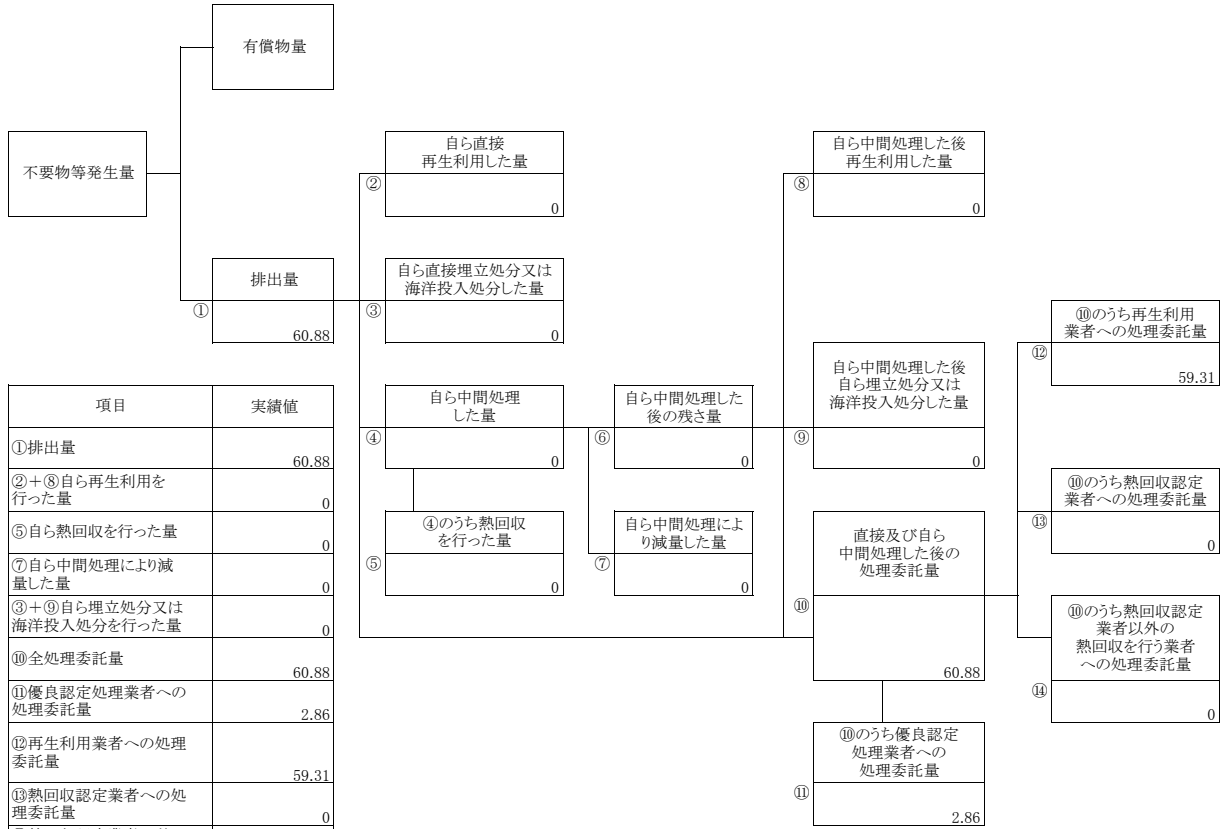 有償物量
不要物等発生量
自ら直接
再生利用した量
②
0
自ら中間処理した後
再生利用した量
⑧
0
排出量
①
60.88
自ら直接埋立処分又は
海洋投入処分した量
③
0
⑩のうち再生利用
業者への処理委託量
⑫
59.31
自ら中間処理
した量
④
0
自ら中間処理した
後の残さ量
⑥
0
自ら中間処理した後
自ら埋立処分又は
海洋投入処分した量
⑨
0
⑩のうち熱回収認定
業者への処理委託量
⑬
0
④のうち熱回収
を行った量
⑤
0
自ら中間処理によ
り減量した量
⑦
0
直接及び自ら
中間処理した後の
処理委託量
⑩
60.88
⑩のうち熱回収認定
業者以外の
熱回収を行う業者
への処理委託量
⑭
0
⑩のうち優良認定
処理業者への
処理委託量
⑪
2.86
項目 実績値
①排出量
60.88
②+⑧自ら再生利用を
行った量
0
⑤自ら熱回収を行った量
0
⑦自ら中間処理により減
量した量
0
③+⑨自ら埋立処分又は
海洋投入処分を行った量
0
⑩全処理委託量
60.88
⑪優良認定処理業者への
処理委託量
2.86
⑫再生利用業者への処理
委託量
59.31
⑬熱回収認定業者への処
理委託量
0